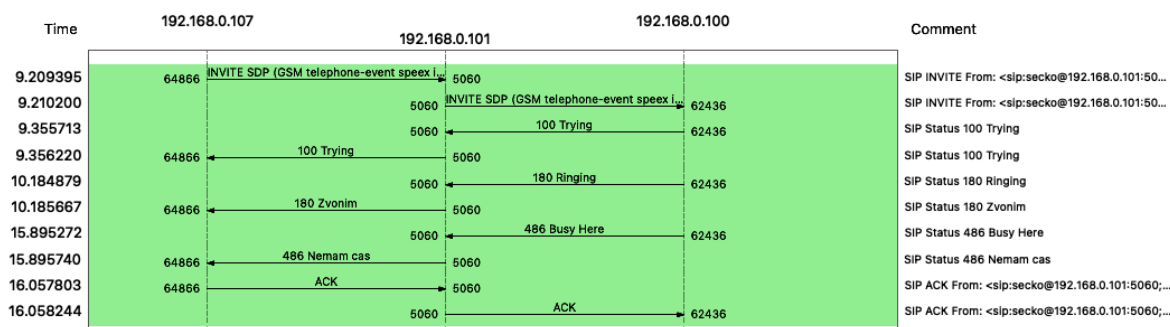 192.168.0.107 192.168.0.100
Time 192.168.0.101 Comment
9.209395 64866 INVITE SDP (GSM telephone-event speex i... 5060 SIP INVITE From: <sip:secko@192.168.0.101:50...
9.210200 5060 INVITE SDP (GSM telephone-event speex i... 62436 SIP INVITE From: <sip:secko@192.168.0.101:50...
9.355713 5060 100 Trying 62436 SIP Status 100 Trying
9.356220 64866 100 Trying 5060 SIP Status 100 Trying
10.184879 5060 180 Ringing 62436 SIP Status 180 Ringing
10.185667 64866 180 Zvonim 5060 SIP Status 180 Zvonim
15.895272 5060 486 Busy Here 62436 SIP Status 486 Busy Here
15.895740 64866 486 Nemam cas 5060 SIP Status 486 Nemam cas
16.057803 64866 ACK 5060 SIP ACK From: <sip:secko@192.168.0.101:5060;...
16.058244 5060 ACK 62436 SIP ACK From: <sip:secko@192.168.0.101:5060;...